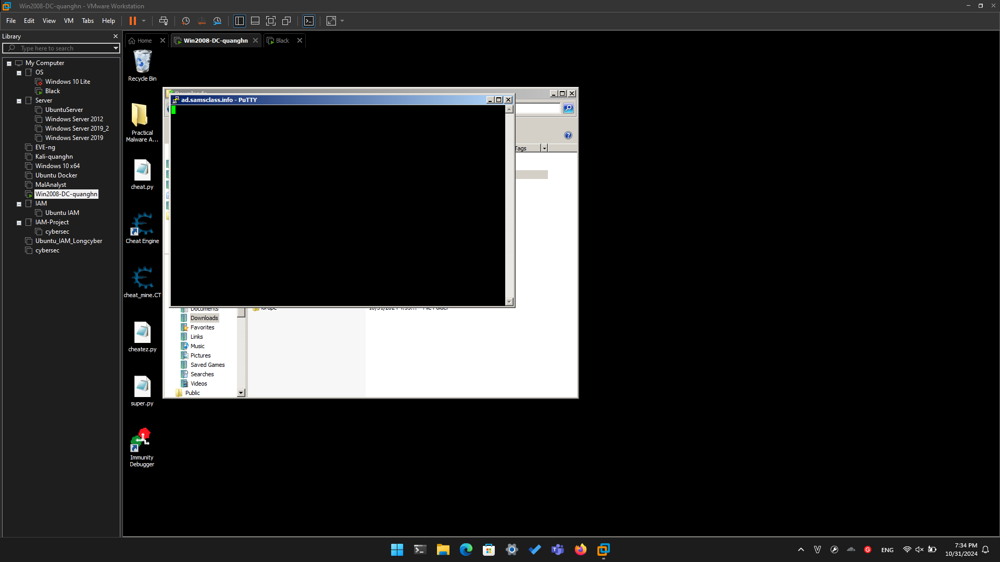 Win2008-DC-quanghn - VMware Workstation
File Edit View VM Tabs Help
Library
Type here to search
My Computer
OS
Windows 10 Lite
Black
Server
UbuntuServer
Windows Server 2012
Windows Server 2019_2
Windows Server 2019
EVE-ng
Kali-quanghn
Windows 10 x64
Ubuntu Docker
MalAnalyst
Win2008-DC-quanghn
IAM
Ubuntu IAM
IAM-Project
cybersec
Ubuntu_IAM_Longcyber
cybersec
Home
Win2008-DC-quanghn
Black
Recycle Bin
Practical
Malware A...
cheat.py
Cheat Engine
cheat_mine.CT
cheatez.py
super.py
Immunity
Debugger
Downloads
ad.samsclass.info - PuTTY
Tags
Documents
Downloads
Favorites
Links
Music
Pictures
Saved Games
Searches
Videos
Public
File Folder
ENG
7:34 PM
10/31/2024